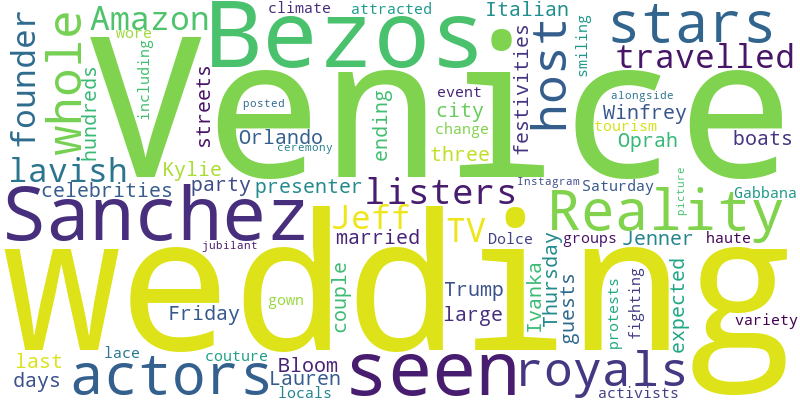 climate
attracted
Italian
Amazon
wore
Bezos
stars
founder
whole
hundreds
including
streets
Venice
host
festivities
smiling
travelled
event
posted
city
alongside
Winfrey
Orlando
ending
change
tourism
Oprah
boats
ceremony
three
lavish
Kylie
listers
Instagram
picture
celebrities
party
presenter
Saturday
Gabbana
Sanchez
Reality
Jeff
TV
married
Dolce
groups
Jenner
haute
jubilant
wedding
couple
Ivanka
Thursday
guests
protests
fighting
expected
Trump
gown
Friday
large
variety
last
lace
couture
Bloom
seen
royals
days
actors
Lauren
locals
activists